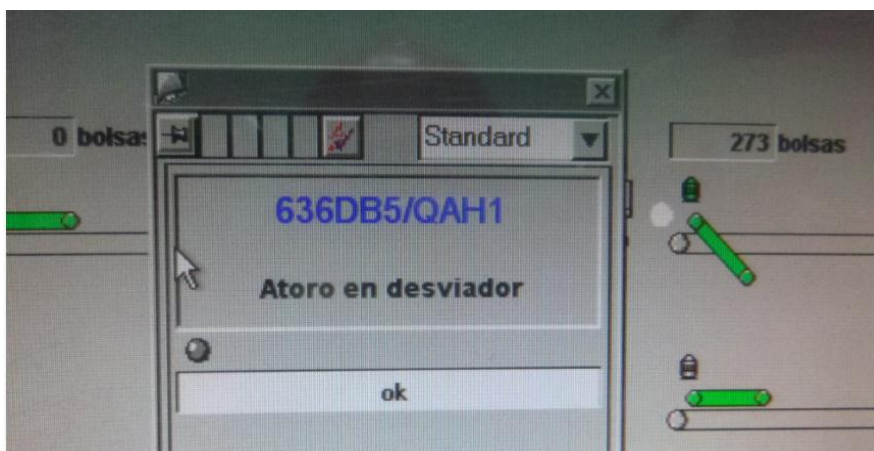 0 bolsas
Standard
273 bolsas
636DB5/QAH1
Atoro en desviador
ok